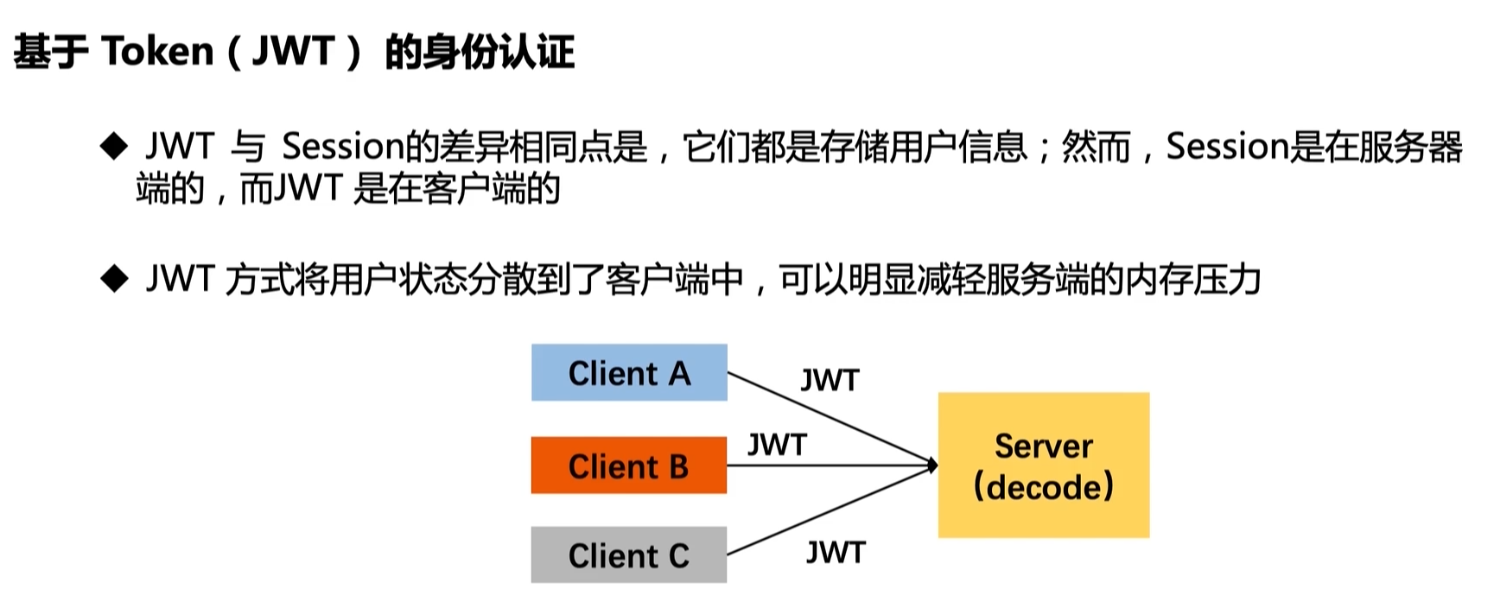 基于 Token（JWT） 的身份认证
◆ JWT 与 Session的差异相同点是，它们都是存储用户信息；然而，Session是在服务器
端的，而JWT 是在客户端的
◆ JWT 方式将用户状态分散到了客户端中，可以明显减轻服务端的内存压力
Client A
JWT
Client B
JWT
Client C
JWT
Server
（decode）